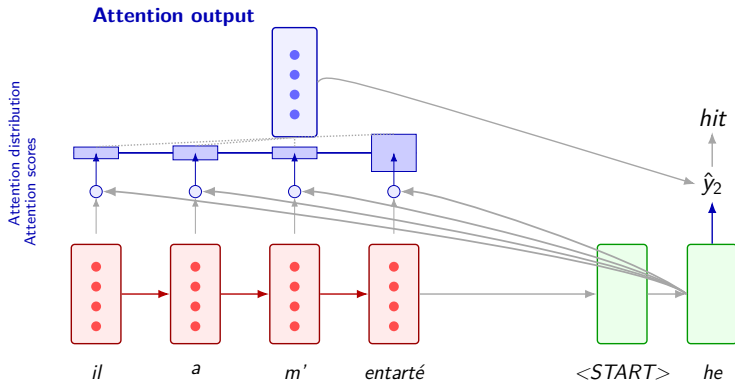 Attention output
Attention distribution
Attention scores
hit
ŷ2
il a m' entarté <START> he